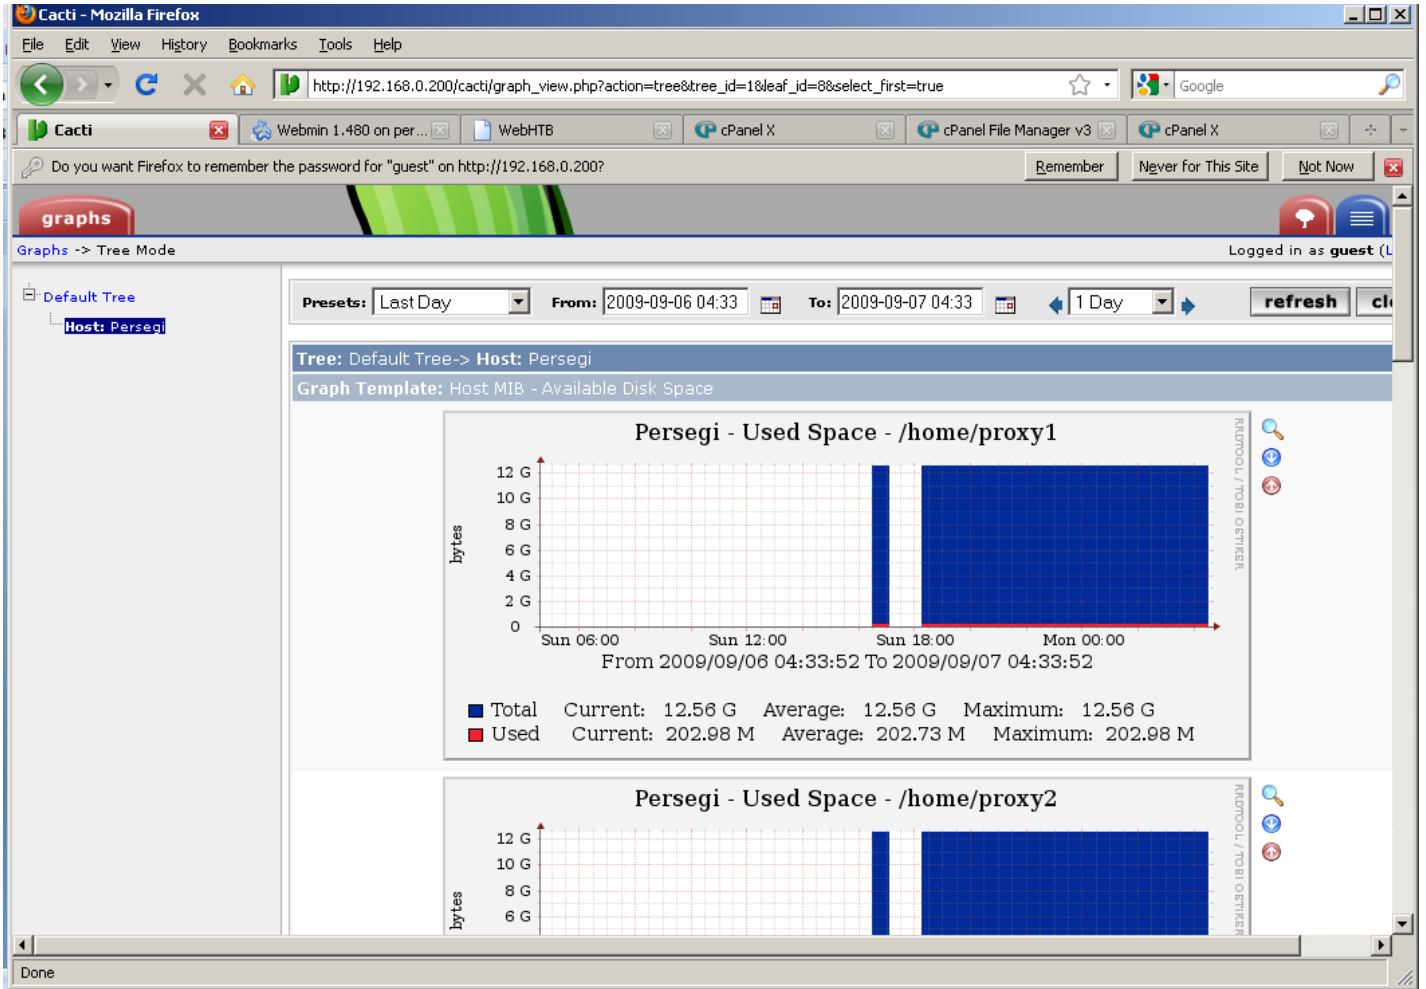 Cacti - Mozilla Firefox
File Edit View History Bookmarks Tools Help
http://192.168.0.200/cacti/graph_view.php?action=tree&tree_id=1&leaf_id=8&select_first=true Google
Cacti Webmin 1.480 on per... WebHTB cPanel X cPanel File Manager v3 cPanel X
Do you want Firefox to remember the password for "guest" on http://192.168.0.200? Remember Never for This Site Not Now
graphs
Graphs -> Tree Mode Logged in as guest (L
Default Tree
Host: Persegi
Presets: Last Day From: 2009-09-06 04:33 To: 2009-09-07 04:33 1 Day refresh cl
Tree: Default Tree-> Host: Persegi
Graph Template: Host MIB - Available Disk Space
Persegi - Used Space - /home/proxy1
RRDTOOL / TOBI OETIKER
bytes
12 G
10 G
8 G
6 G
4 G
2 G
0
Sun 06:00 Sun 12:00 Sun 18:00 Mon 00:00
From 2009/09/06 04:33:52 To 2009/09/07 04:33:52
Total Current: 12.56 G Average: 12.56 G Maximum: 12.56 G
Used Current: 202.98 M Average: 202.73 M Maximum: 202.98 M
Persegi - Used Space - /home/proxy2
RRDTOOL / TOBI OETIKER
bytes
12 G
10 G
8 G
6 G
Done